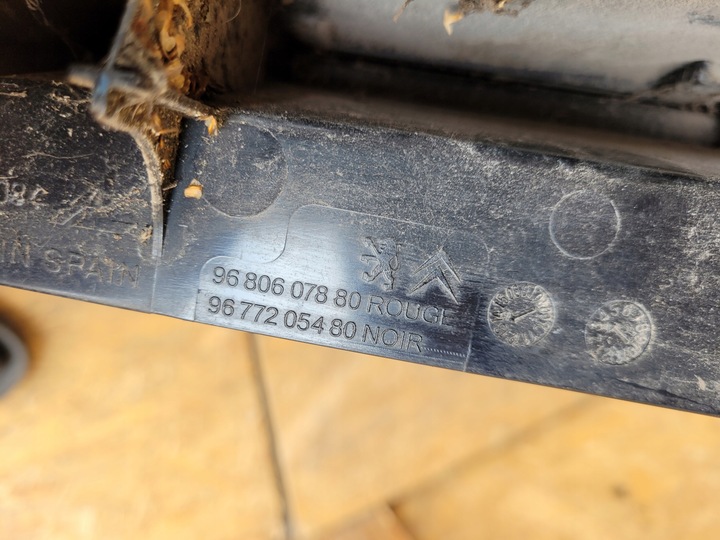 IN SPAIN
96 806 078 80 ROUGE
96 772 054 80 NOIR